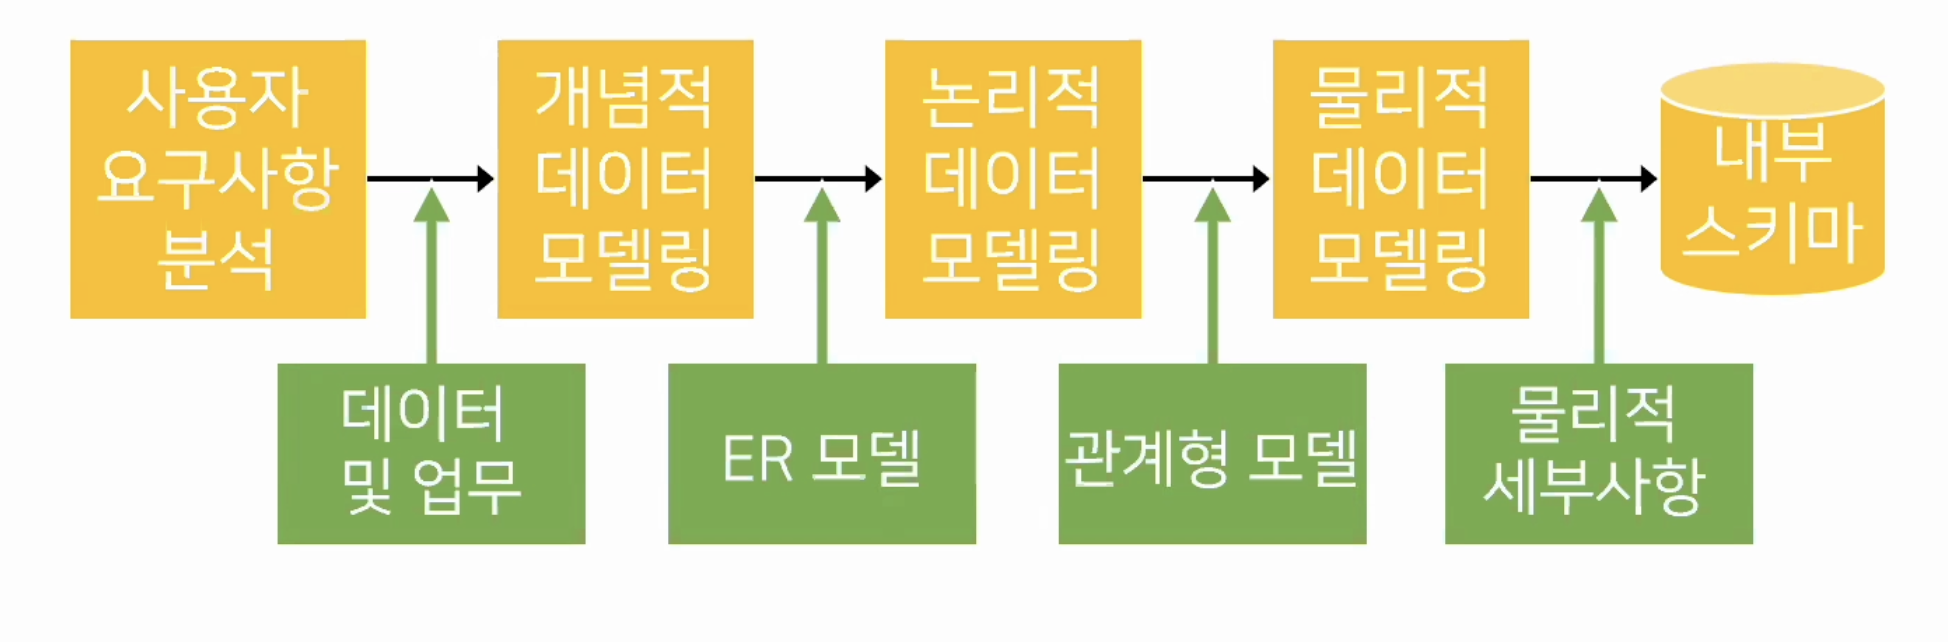 사용자
요구사항
분석
개념적
데이터
모델링
논리적
데이터
모델링
물리적
데이터
모델링
내부
스키마
데이터
및 업무
ER 모델
관계형 모델
물리적
세부사항